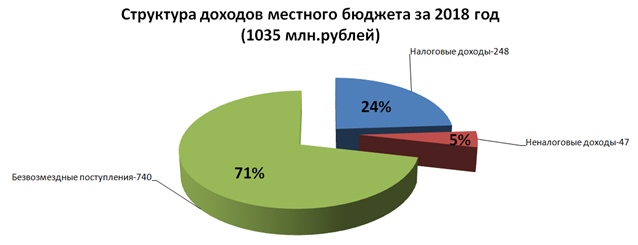 Структура доходов местного бюджета за 2018 год
(1035 млн.рублей)
Налоговые доходы-248
24%
5%
Неналоговые доходы-47
71%
Безвозмездные поступления-740